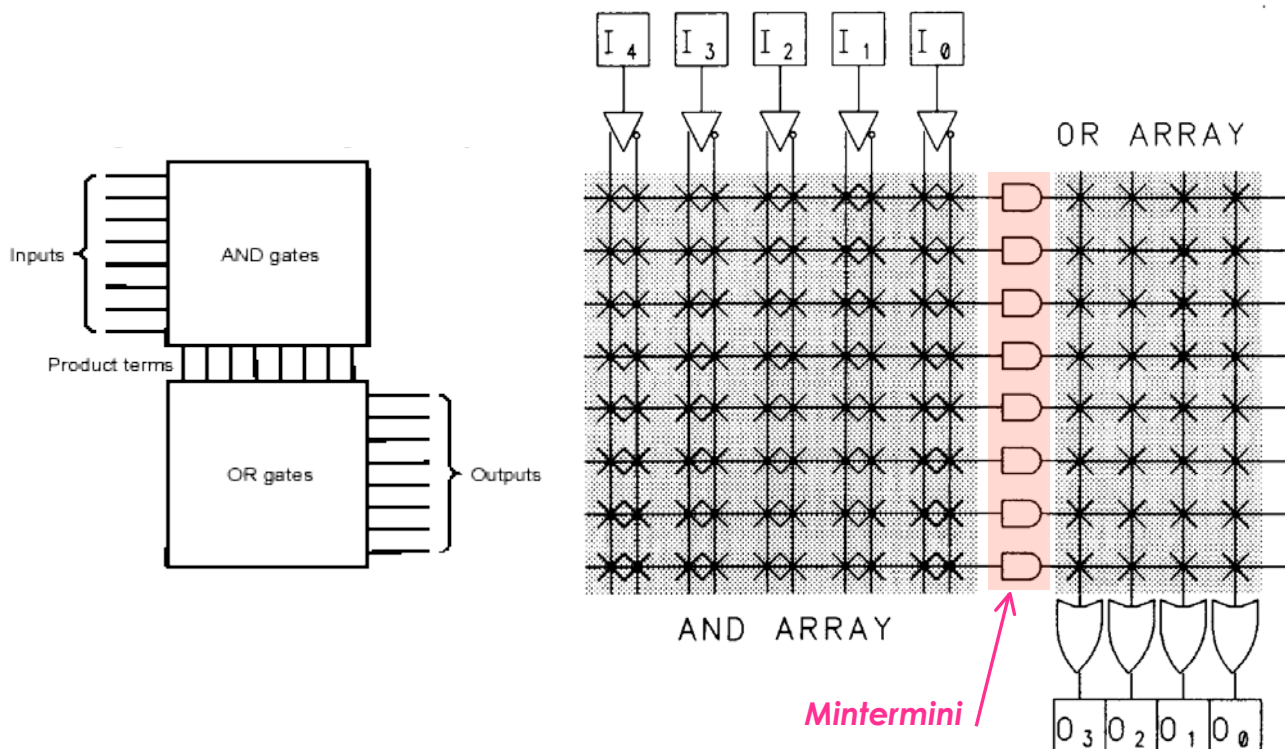 Inputs
AND gates
Product terms
OR gates
Outputs
I4 I3 I2 I1 I0
OR ARRAY
AND ARRAY
Mintermini
O3 O2 O1 O0